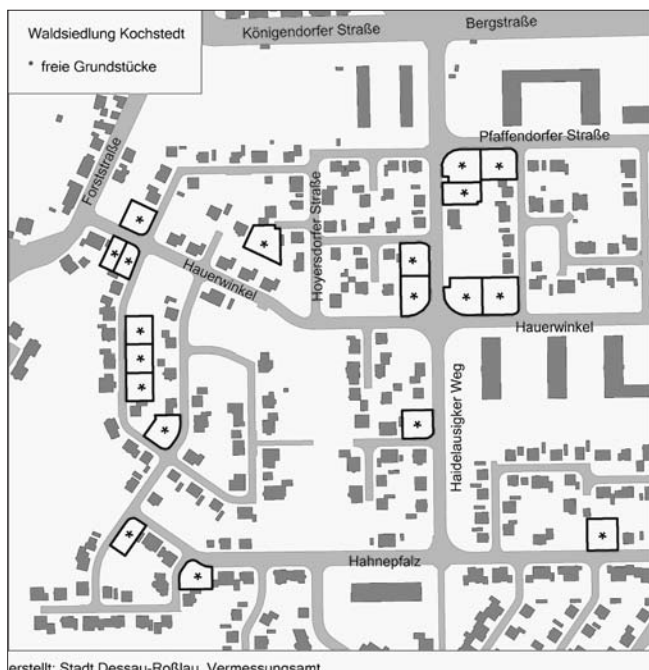 Waldsiedlung Kochstedt
* freie Grundstücke
Königendorfer Straße
Bergstraße
Pfaffendorfer Straße
Forststraße
Hoyersdorfer Straße
Hauerwinkel
Hauerwinkel
Haidelausigker Weg
Hahnepfalz
erstellt: Stadt Dessau-Roßlau, Vermessungsamt